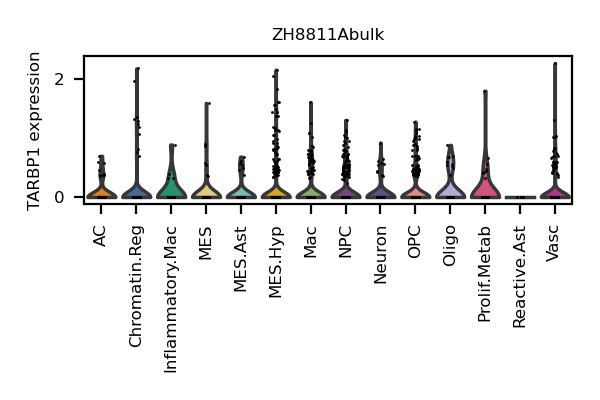 ZH8811Abulk
TARBP1 expression
2
0
AC
Chromatin.Reg
Inflammatory.Mac
MES
MES.Ast
MES.Hyp
Mac
NPC
Neuron
OPC
Oligo
Prolif.Metab
Reactive.Ast
Vasc